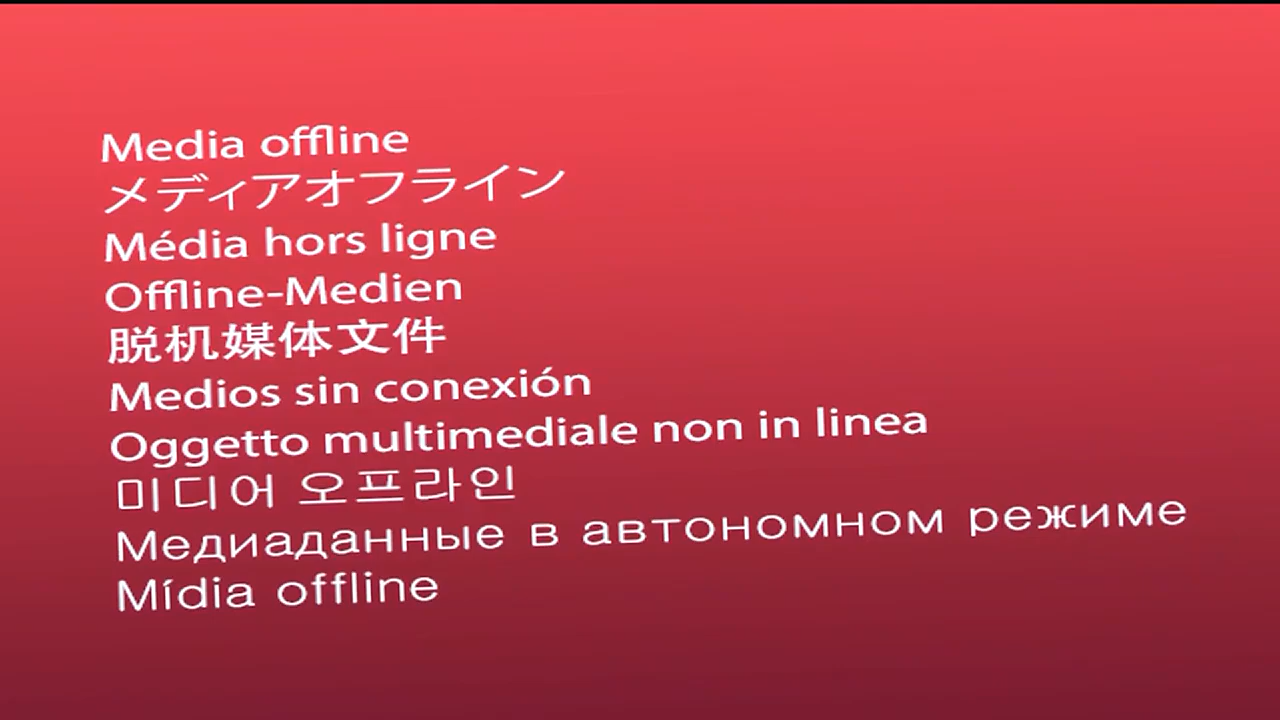 Media offline
メディアオフライン
Média hors ligne
Offline-Medien
脱机媒体文件
Medios sin conexión
Oggetto multimediale non in linea
미디어 오프라인
Медиаданные в автономном режиме
Mídia offline